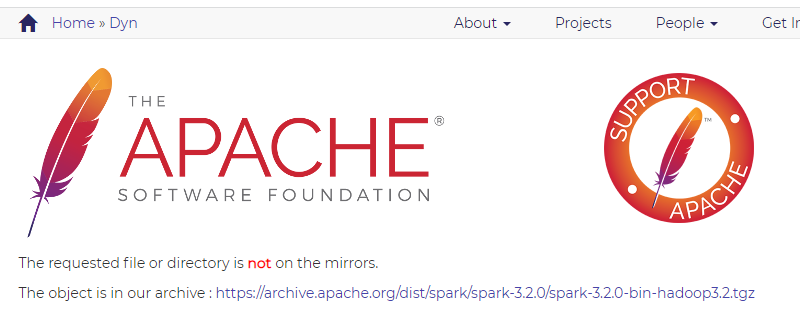 Home » Dyn
About
Projects
People
Get In
THE
APACHE®
SOFTWARE FOUNDATION
SUPPORT
APACHE
TM
The requested file or directory is not on the mirrors.
The object is in our archive : https://archive.apache.org/dist/spark/spark-3.2.0/spark-3.2.0-bin-hadoop3.2.tgz